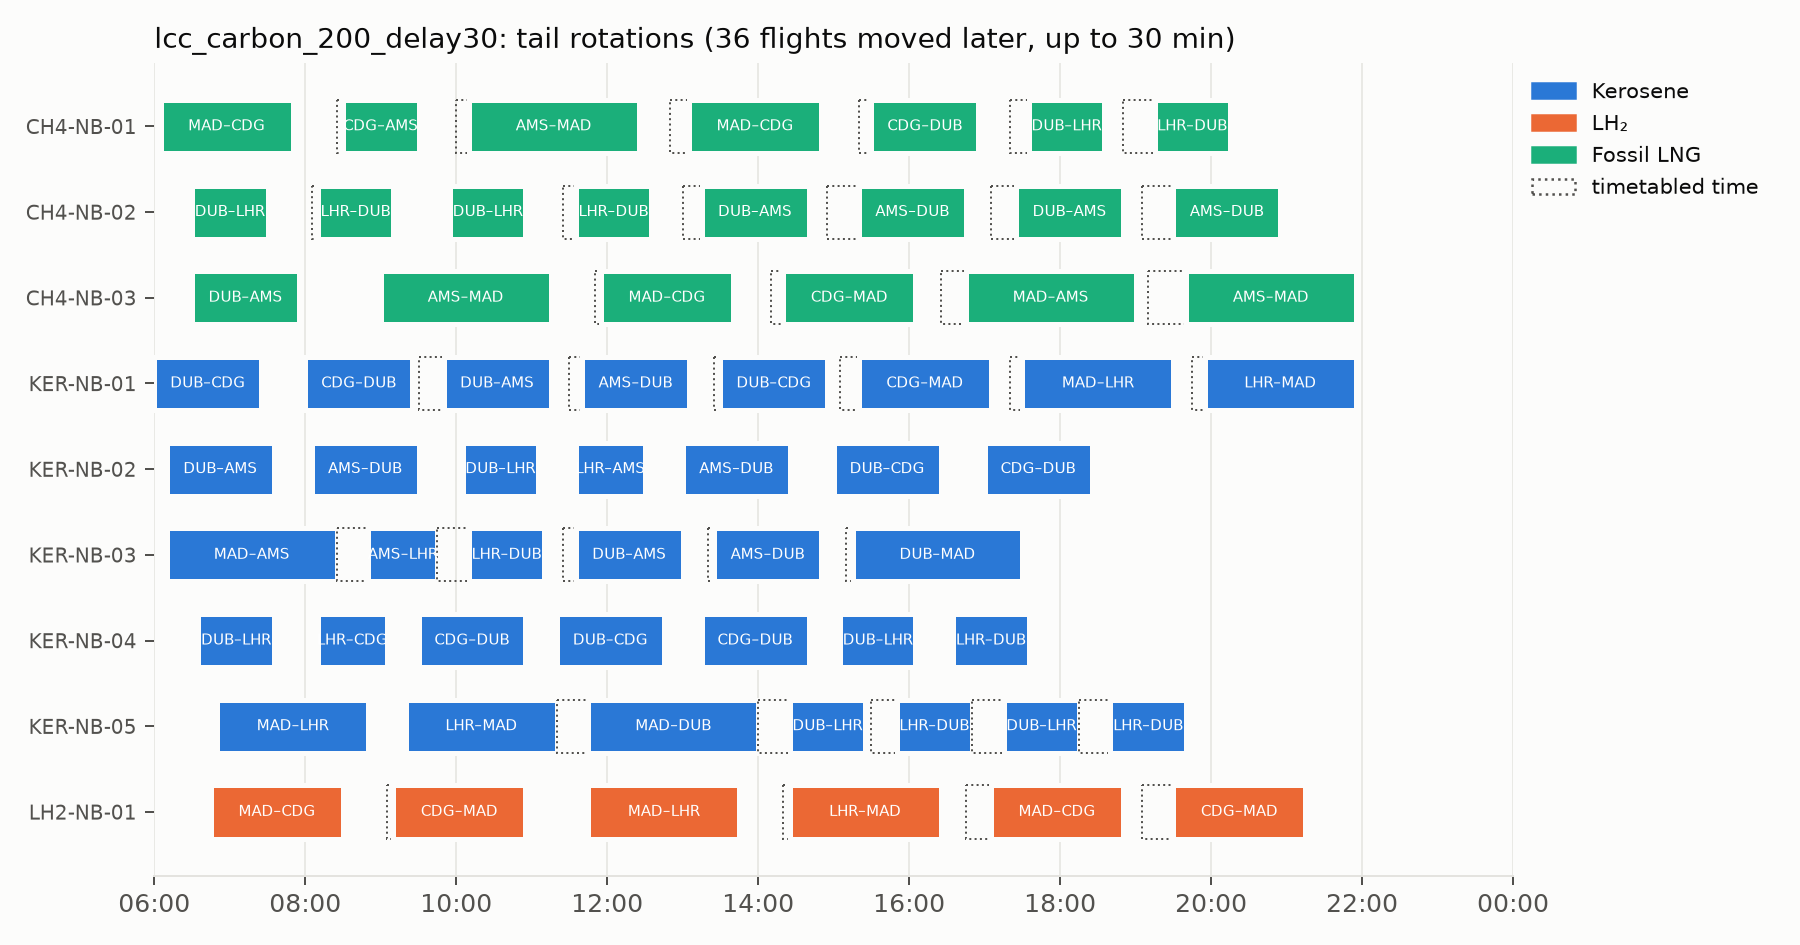 lcc_carbon_200_delay30: tail rotations (36 flights moved later, up to 30 min)
Kerosene
LH₂
Fossil LNG
timetabled time
CH4-NB-01
MAD–CDG
CDG–AMS
AMS–MAD
MAD–CDG
CDG–DUB
DUB–LHR
LHR–DUB
CH4-NB-02
DUB–LHR
LHR–DUB
DUB–LHR
LHR–DUB
DUB–AMS
AMS–DUB
DUB–AMS
AMS–DUB
CH4-NB-03
DUB–AMS
AMS–MAD
MAD–CDG
CDG–MAD
MAD–AMS
AMS–MAD
KER-NB-01
DUB–CDG
CDG–DUB
DUB–AMS
AMS–DUB
DUB–CDG
CDG–MAD
MAD–LHR
LHR–MAD
KER-NB-02
DUB–AMS
AMS–DUB
DUB–LHR
LHR–AMS
AMS–DUB
DUB–CDG
CDG–DUB
KER-NB-03
MAD–AMS
AMS–LHR
LHR–DUB
DUB–AMS
AMS–DUB
DUB–MAD
KER-NB-04
DUB–LHR
LHR–CDG
CDG–DUB
DUB–CDG
CDG–DUB
DUB–LHR
LHR–DUB
KER-NB-05
MAD–LHR
LHR–MAD
MAD–DUB
DUB–LHR
LHR–DUB
DUB–LHR
LHR–DUB
LH2-NB-01
MAD–CDG
CDG–MAD
MAD–LHR
LHR–MAD
MAD–CDG
CDG–MAD
06:00
08:00
10:00
12:00
14:00
16:00
18:00
20:00
22:00
00:00